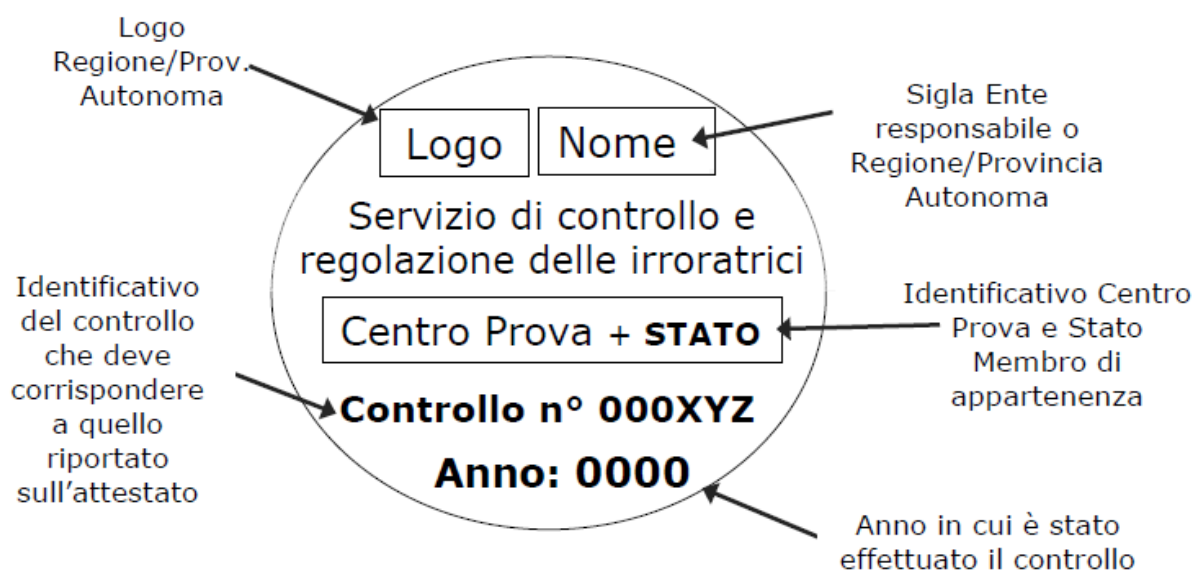 Logo
Regione/Prov.
Autonoma
Sigla Ente
responsabile o
Regione/Provincia
Autonoma
Logo
Nome
Servizio di controllo e
regolazione delle irroratrici
Centro Prova + STATO
Controllo n° 000XYZ
Anno: 0000
Identificativo
del controllo
che deve
corrispondere
a quello
riportato
sull'attestato
Identificativo Centro
Prova e Stato
Membro di
appartenenza
Anno in cui è stato
effettuato il controllo